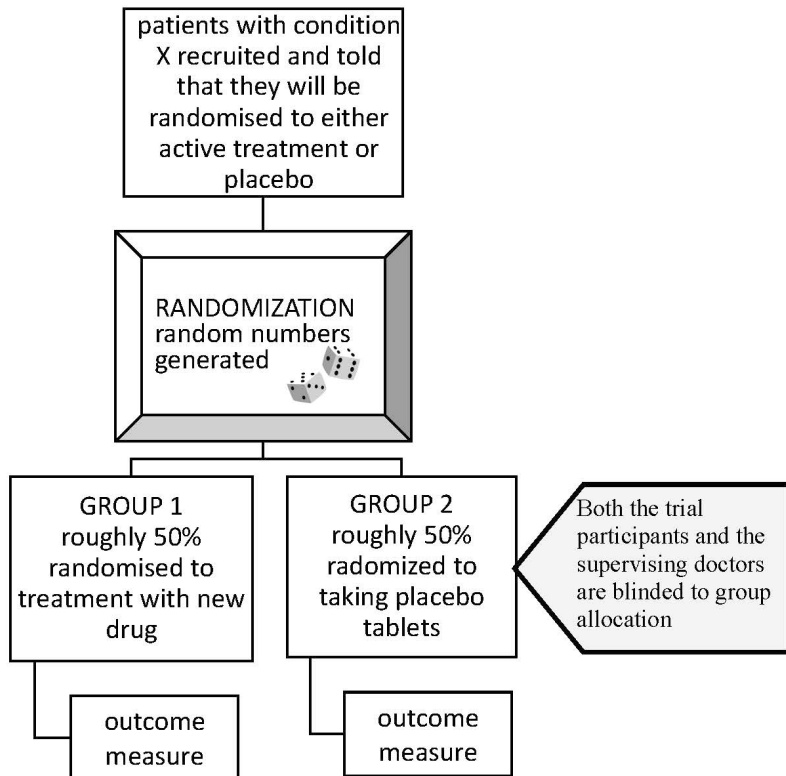 patients with condition
X recruited and told
that they will be
randomised to either
active treatment or
placebo
RANDOMIZATION
random numbers
generated
GROUP 1
roughly 50%
randomised to
treatment with new
drug
GROUP 2
roughly 50%
radomized to
taking placebo
tablets
Both the trial
participants and the
supervising doctors
are blinded to group
allocation
outcome
measure
outcome
measure